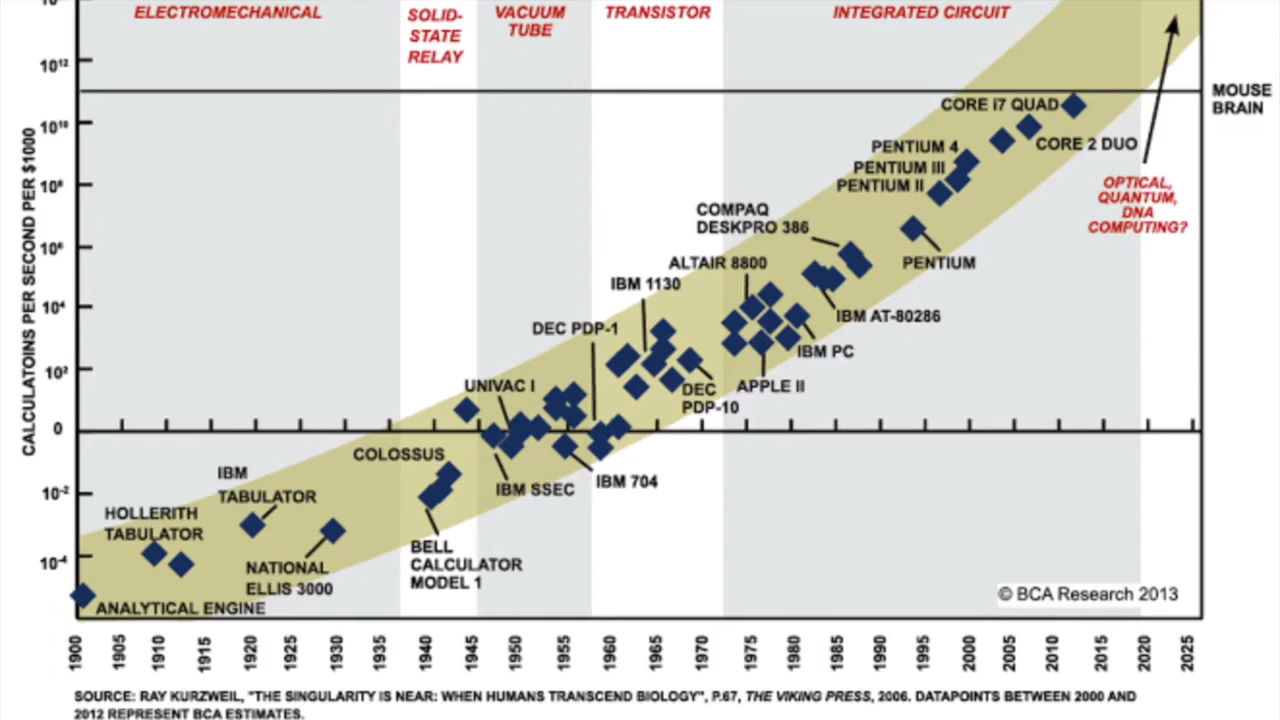 ELECTROMECHANICAL
SOLID-
STATE
RELAY
VACUUM
TUBE
TRANSISTOR
INTEGRATED CIRCUIT
10¹²
10¹⁰
10⁸
10⁶
10⁴
10²
0
10⁻²
10⁻⁴
CALCULATOINS PER SECOND PER $1000
MOUSE
BRAIN
CORE i7 QUAD
CORE 2 DUO
PENTIUM 4
PENTIUM III
PENTIUM II
OPTICAL,
QUANTUM,
DNA
COMPUTING?
COMPAQ
DESKPRO 386
PENTIUM
ALTAIR 8800
IBM 1130
IBM AT-80286
DEC PDP-1
IBM PC
UNIVAC I
DEC
PDP-10
APPLE II
COLOSSUS
IBM
TABULATOR
IBM SSEC
IBM 704
HOLLERITH
TABULATOR
NATIONAL
ELLIS 3000
BELL
CALCULATOR
MODEL 1
ANALYTICAL ENGINE
© BCA Research 2013
1900 1905 1910 1915 1920 1925 1930 1935 1940 1945 1950 1955 1960 1965 1970 1975 1980 1985 1990 1995 2000 2005 2010 2015 2020 2025
SOURCE: RAY KURZWEIL, "THE SINGULARITY IS NEAR: WHEN HUMANS TRANSCEND BIOLOGY", P.67, THE VIKING PRESS, 2006. DATAPOINTS BETWEEN 2000 AND
2012 REPRESENT BCA ESTIMATES.